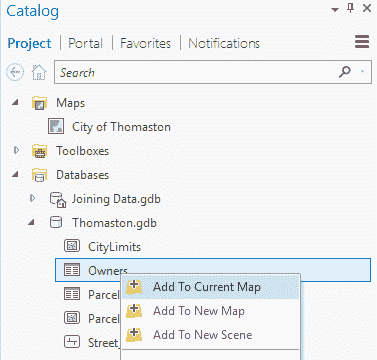 Catalog
Project | Portal | Favorites | Notifications
Search
Maps
City of Thomaston
Toolboxes
Databases
Joining Data.gdb
Thomaston.gdb
CityLimits
Owners
Add To Current Map
Parcel
Add To New Map
Parcel
Add To New Scene
Street_